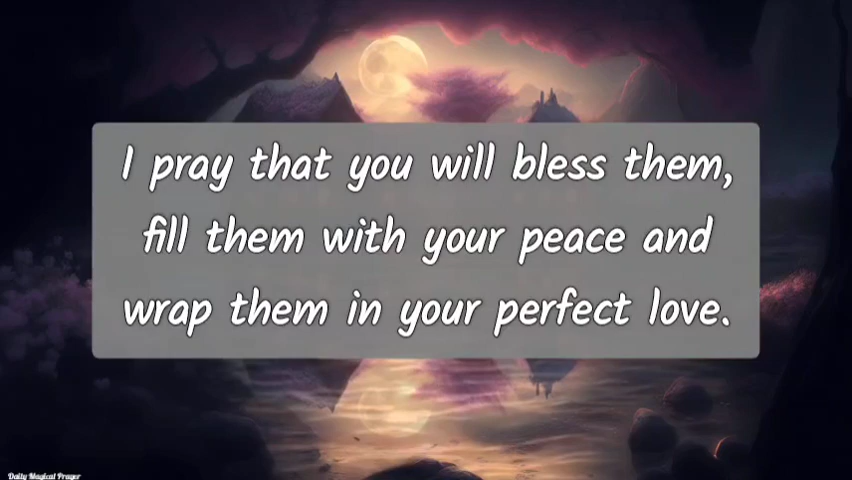 I pray that you will bless them,
fill them with your peace and
wrap them in your perfect love.
Daily Magical Prayer